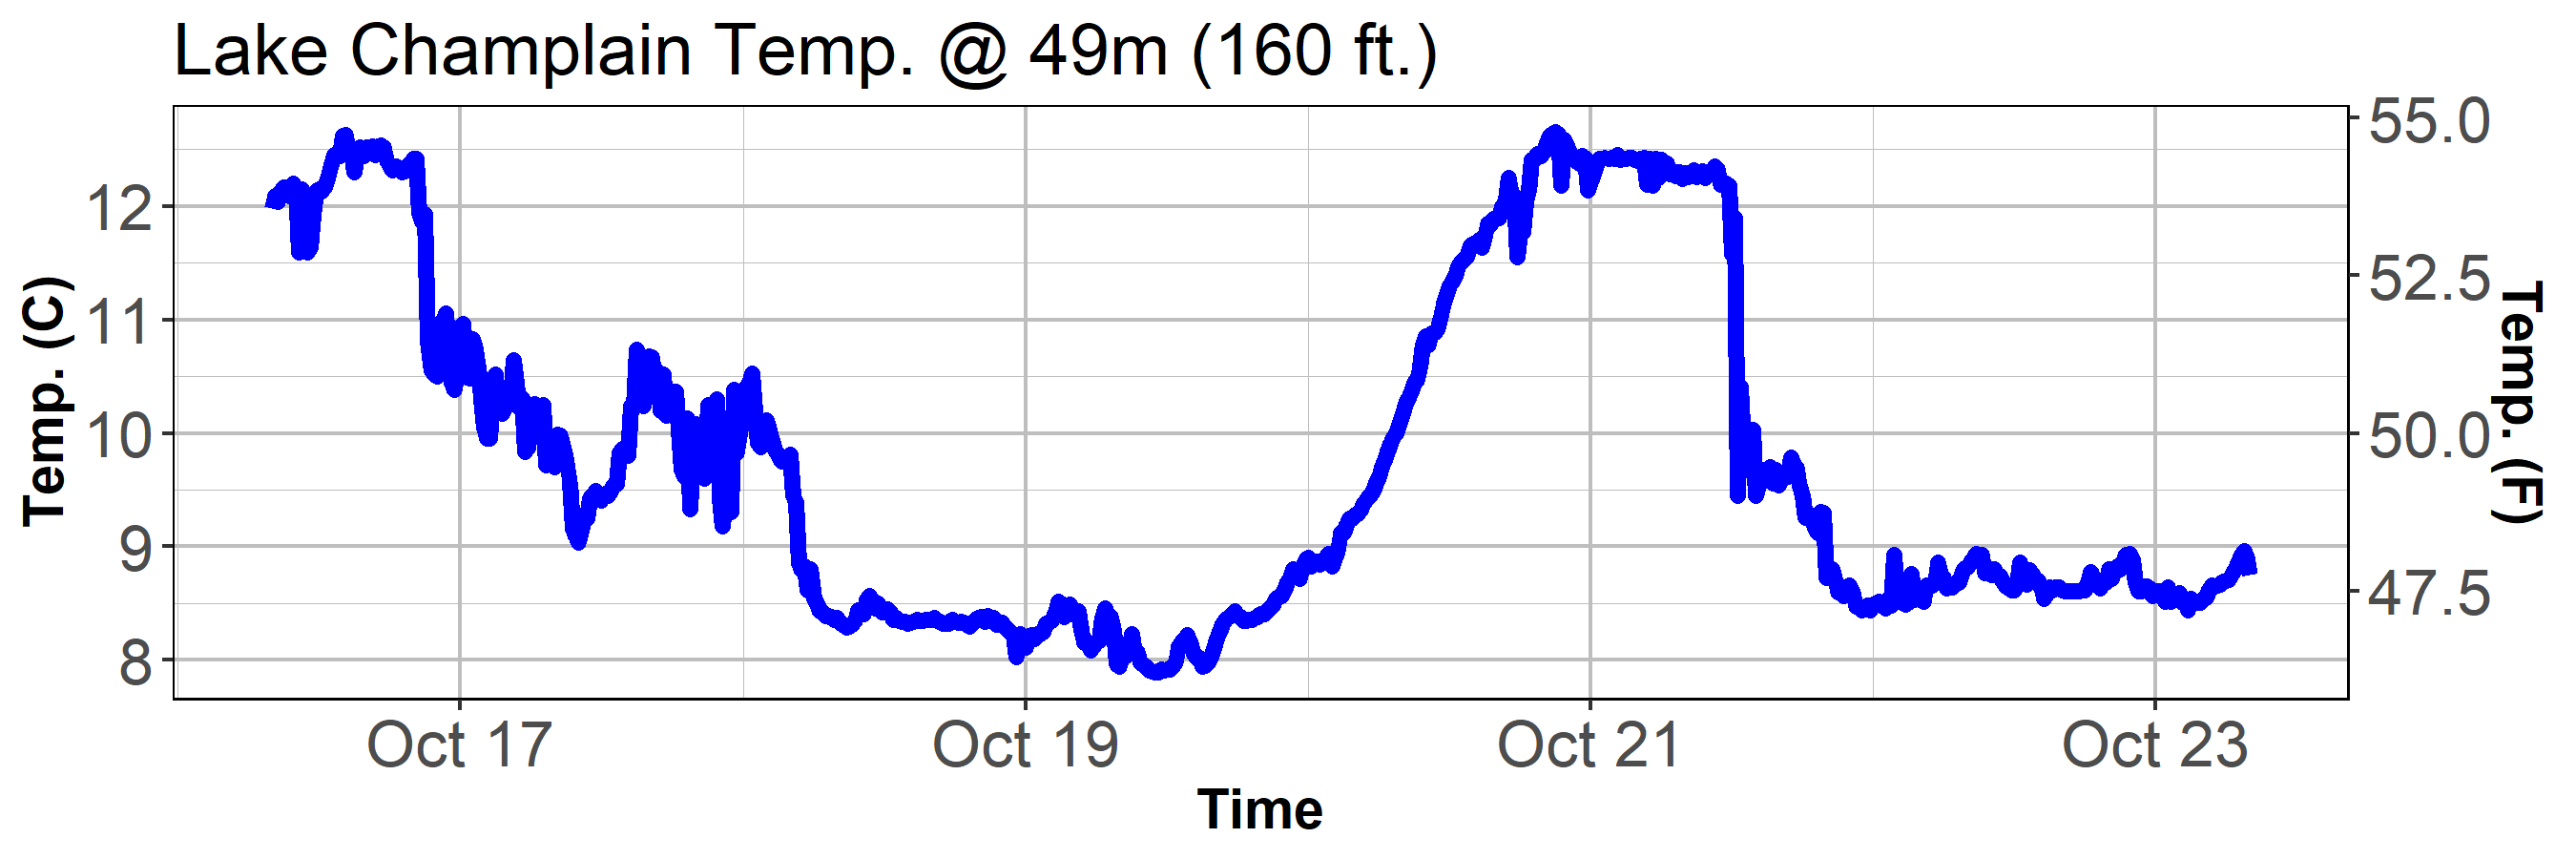 Lake Champlain Temp. @ 49m (160 ft.)
Temp. (C)
12
11
10
9
8
55.0
52.5
50.0
47.5
Temp. (F)
Oct 17 Oct 19 Oct 21 Oct 23
Time